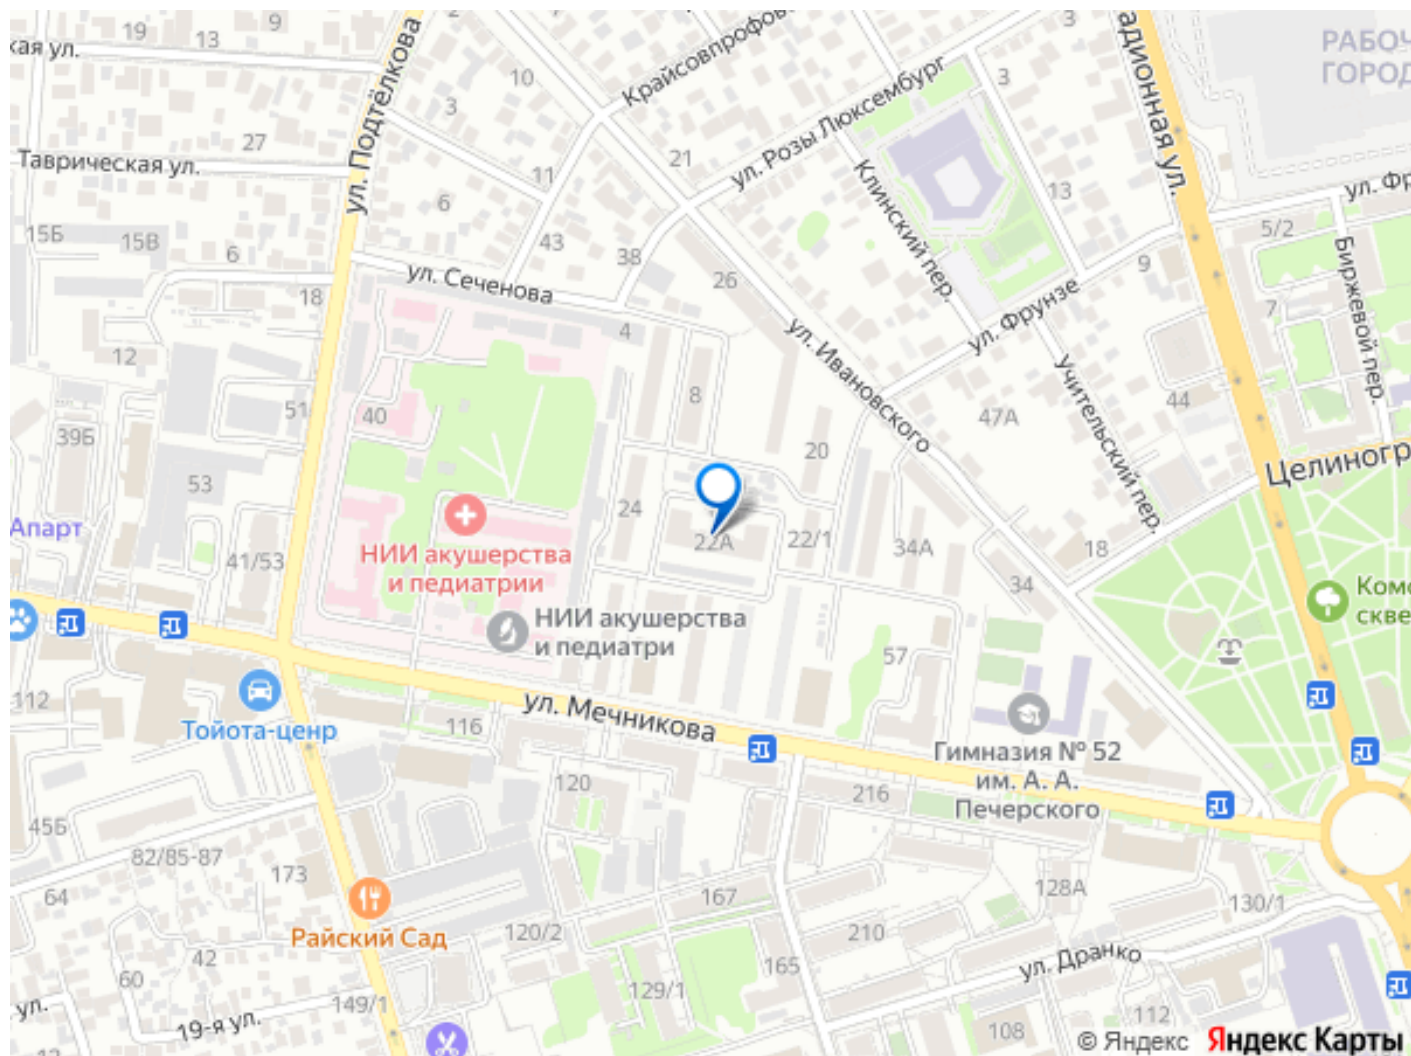 19
13
9
2
Крайсовпрофовс
3
РАБОЧ
ГОРОД
кая ул.
ул. Подтёлкова
10
3
3
адионная ул.
ул. Розы Люксембург
27
Таврическая ул.
11
21
Клинский пер.
13
ул. Фр
6
15Б
15В
6
43
38
26
5/2
9
7
Биржевой пер.
ул. Сеченова
18
4
ул. Ивановского
ул. Фрунзе
12
8
Учительский пер.
44
51
40
47А
39Б
20
Целиногр
53
24
Апарт
22А
22/1
34А
18
41/53
НИИ акушерства
и педиатрии
34
Комс
скве
НИИ акушерства
и педиатри
57
112
Тойота-ценр
116
ул. Мечникова
Гимназия № 52
им. А. А.
Печерского
120
216
45Б
82/85-87
173
64
167
128А
130/1
Райский Сад
120/2
210
42
165
ул. Дранко
60
129/1
149/1
ул.
19-я ул.
108
112
12
© Яндекс Яндекс Карты